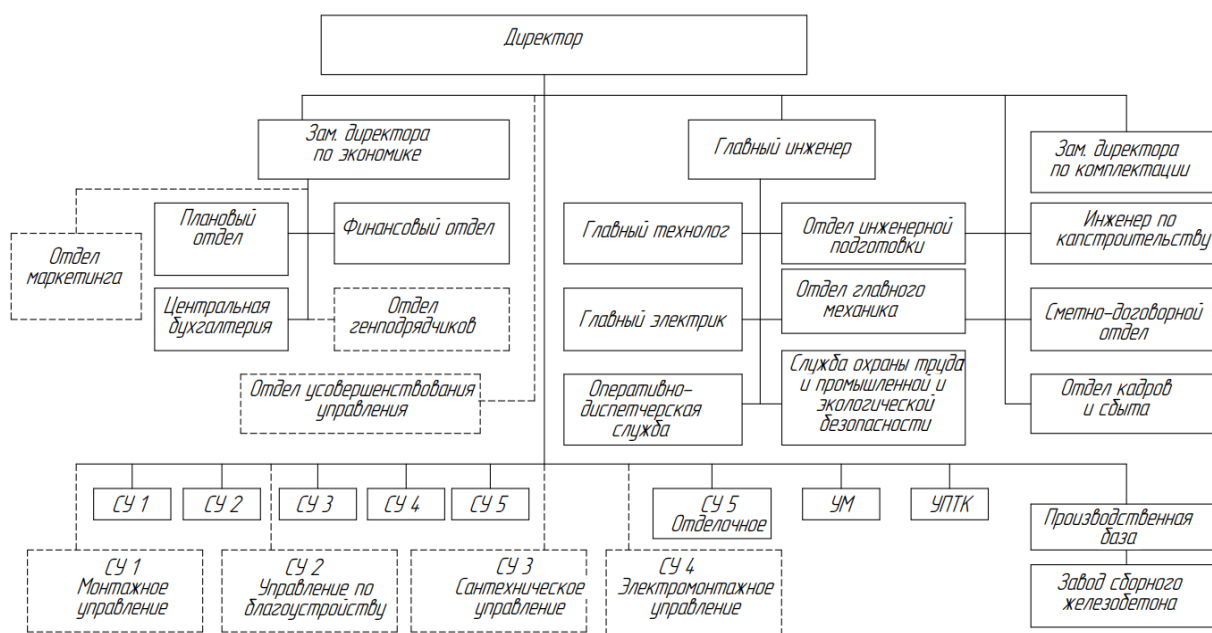 Директор
Зам. директора
по экономике
Главный инженер
Зам. директора
по комплектации
Плановый
отдел
Финансовый отдел
Главный технолог
Отдел инженерной
подготовки
Инженер по
капстроительству
Отдел
маркетинга
Центральная
бухгалтерия
Отдел
генподрядчиков
Главный электрик
Отдел главного
механика
Сметно-договорной
отдел
Отдел усовершенствования
управления
Оперативно-
диспетчерская
служба
Служба охраны труда
и промышленной и
экологической
безопасности
Отдел кадров
и сбыта
СУ 1
СУ 2
СУ 3
СУ 4
СУ 5
СУ 5
Отделочное
УМ
УПТК
Производственная
база
СУ 1
Монтажное
управление
СУ 2
Управление по
благоустройству
СУ 3
Сантехническое
управление
СУ 4
Электромонтажное
управление
Завод сборного
железобетона